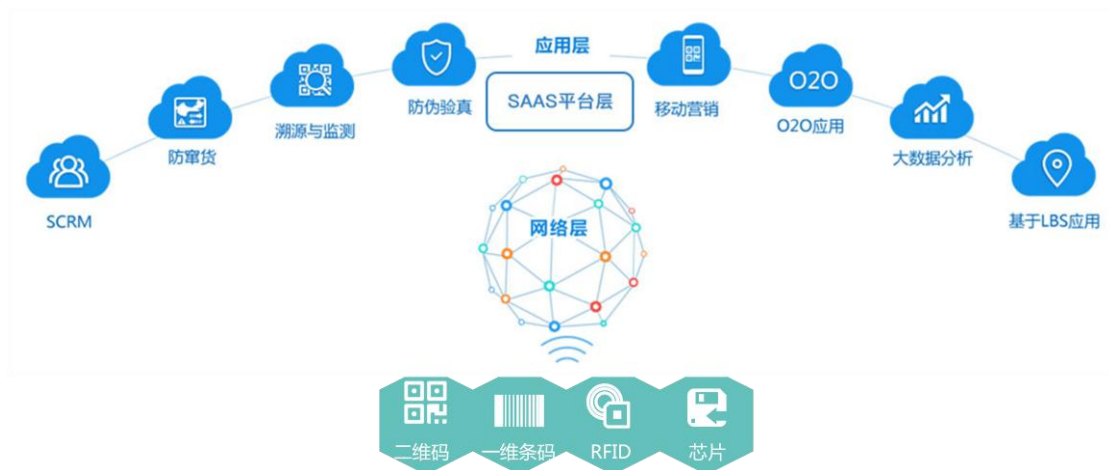 应用层
SAAS平台层
SCRM
防窜货
溯源与监测
防伪验真
移动营销
O2O
O2O应用
大数据分析
基于LBS应用
网络层
二维码
一维条码
RFID
芯片